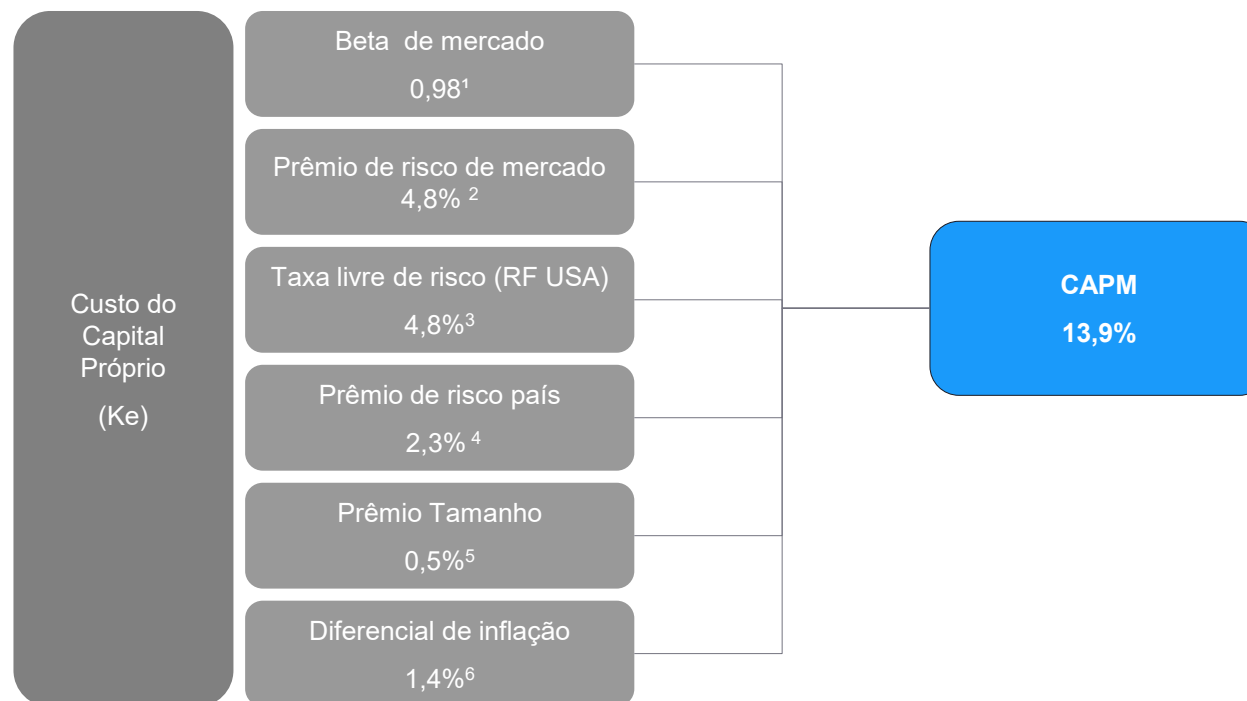 Custo do
Capital
Próprio
(Ke)
Beta de mercado
0,98¹
Prêmio de risco de mercado
4,8% ²
Taxa livre de risco (RF USA)
4,8%³
Prêmio de risco país
2,3% ⁴
Prêmio Tamanho
0,5%⁵
Diferencial de inflação
1,4%⁶
CAPM
13,9%